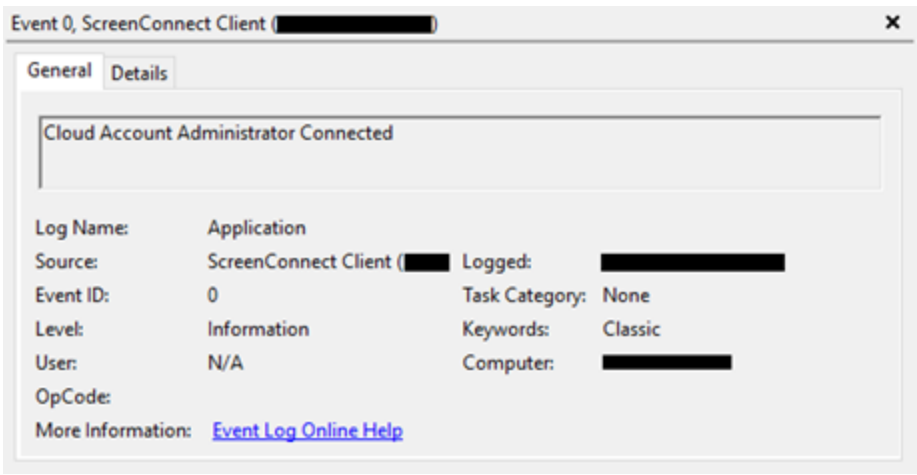 Event 0, ScreenConnect Client ( )
General Details
Cloud Account Administrator Connected
Log Name: Application
Source: ScreenConnect Client ( Logged:
Event ID: 0 Task Category: None
Level: Information Keywords: Classic
User: N/A Computer:
OpCode:
More Information: Event Log Online Help